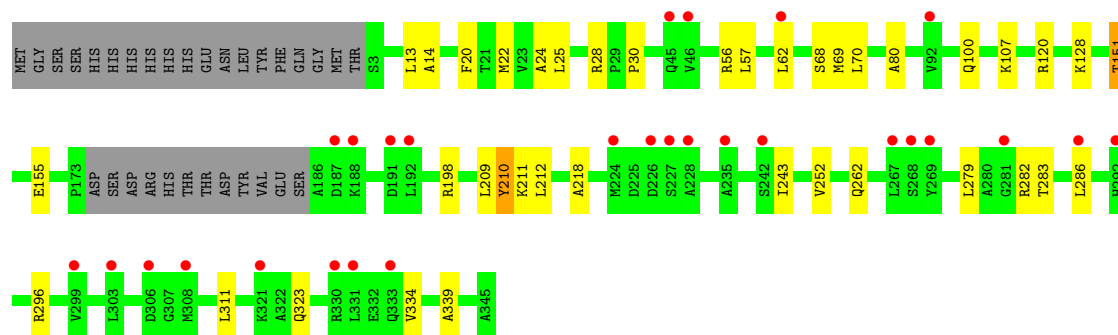 MET GLY SER SER HIS HIS HIS HIS HIS HIS GLU ASN LEU TYR PHE GLN GLY MET THR S3 L13 A14 F20 T21 M22 V23 A24 L25 R28 P29 P30 Q45 V46 R56 L57 L62 S68 M69 L70 A80 V92 Q100 K107 R120 K128 T151
E155 P173 ASP SER ASP ARG HIS THR THR ASP TYR VAL GLU SER A186 D187 K188 D191 L192 R198 L209 Y210 K211 L212 A218 M224 D225 D226 S227 A228 A235 S242 I243 V252 Q262 L267 S268 Y269 L279 A280 G281 R282 T283 L286 H292
R296 V299 L303 D306 G307 M308 L311 K321 A322 Q323 R330 L331 E332 Q333 V334 A339 A345